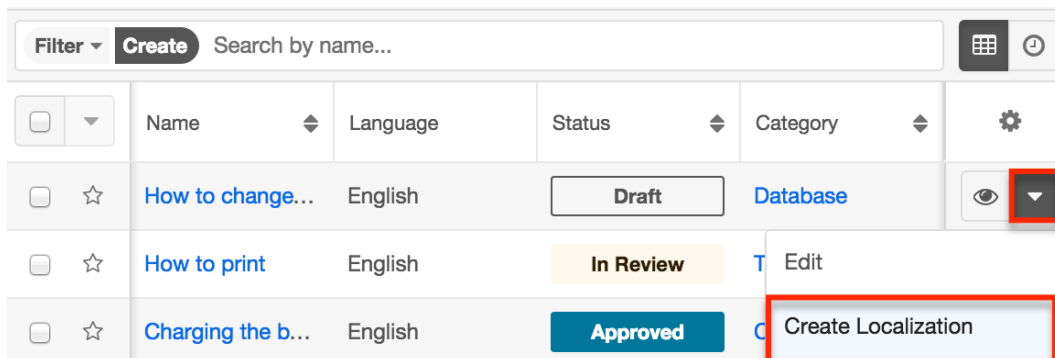 Filter Create Search by name...
Name Language Status Category
How to change... English Draft Database
How to print English In Review T
Edit
Charging the b... English Approved C
Create Localization